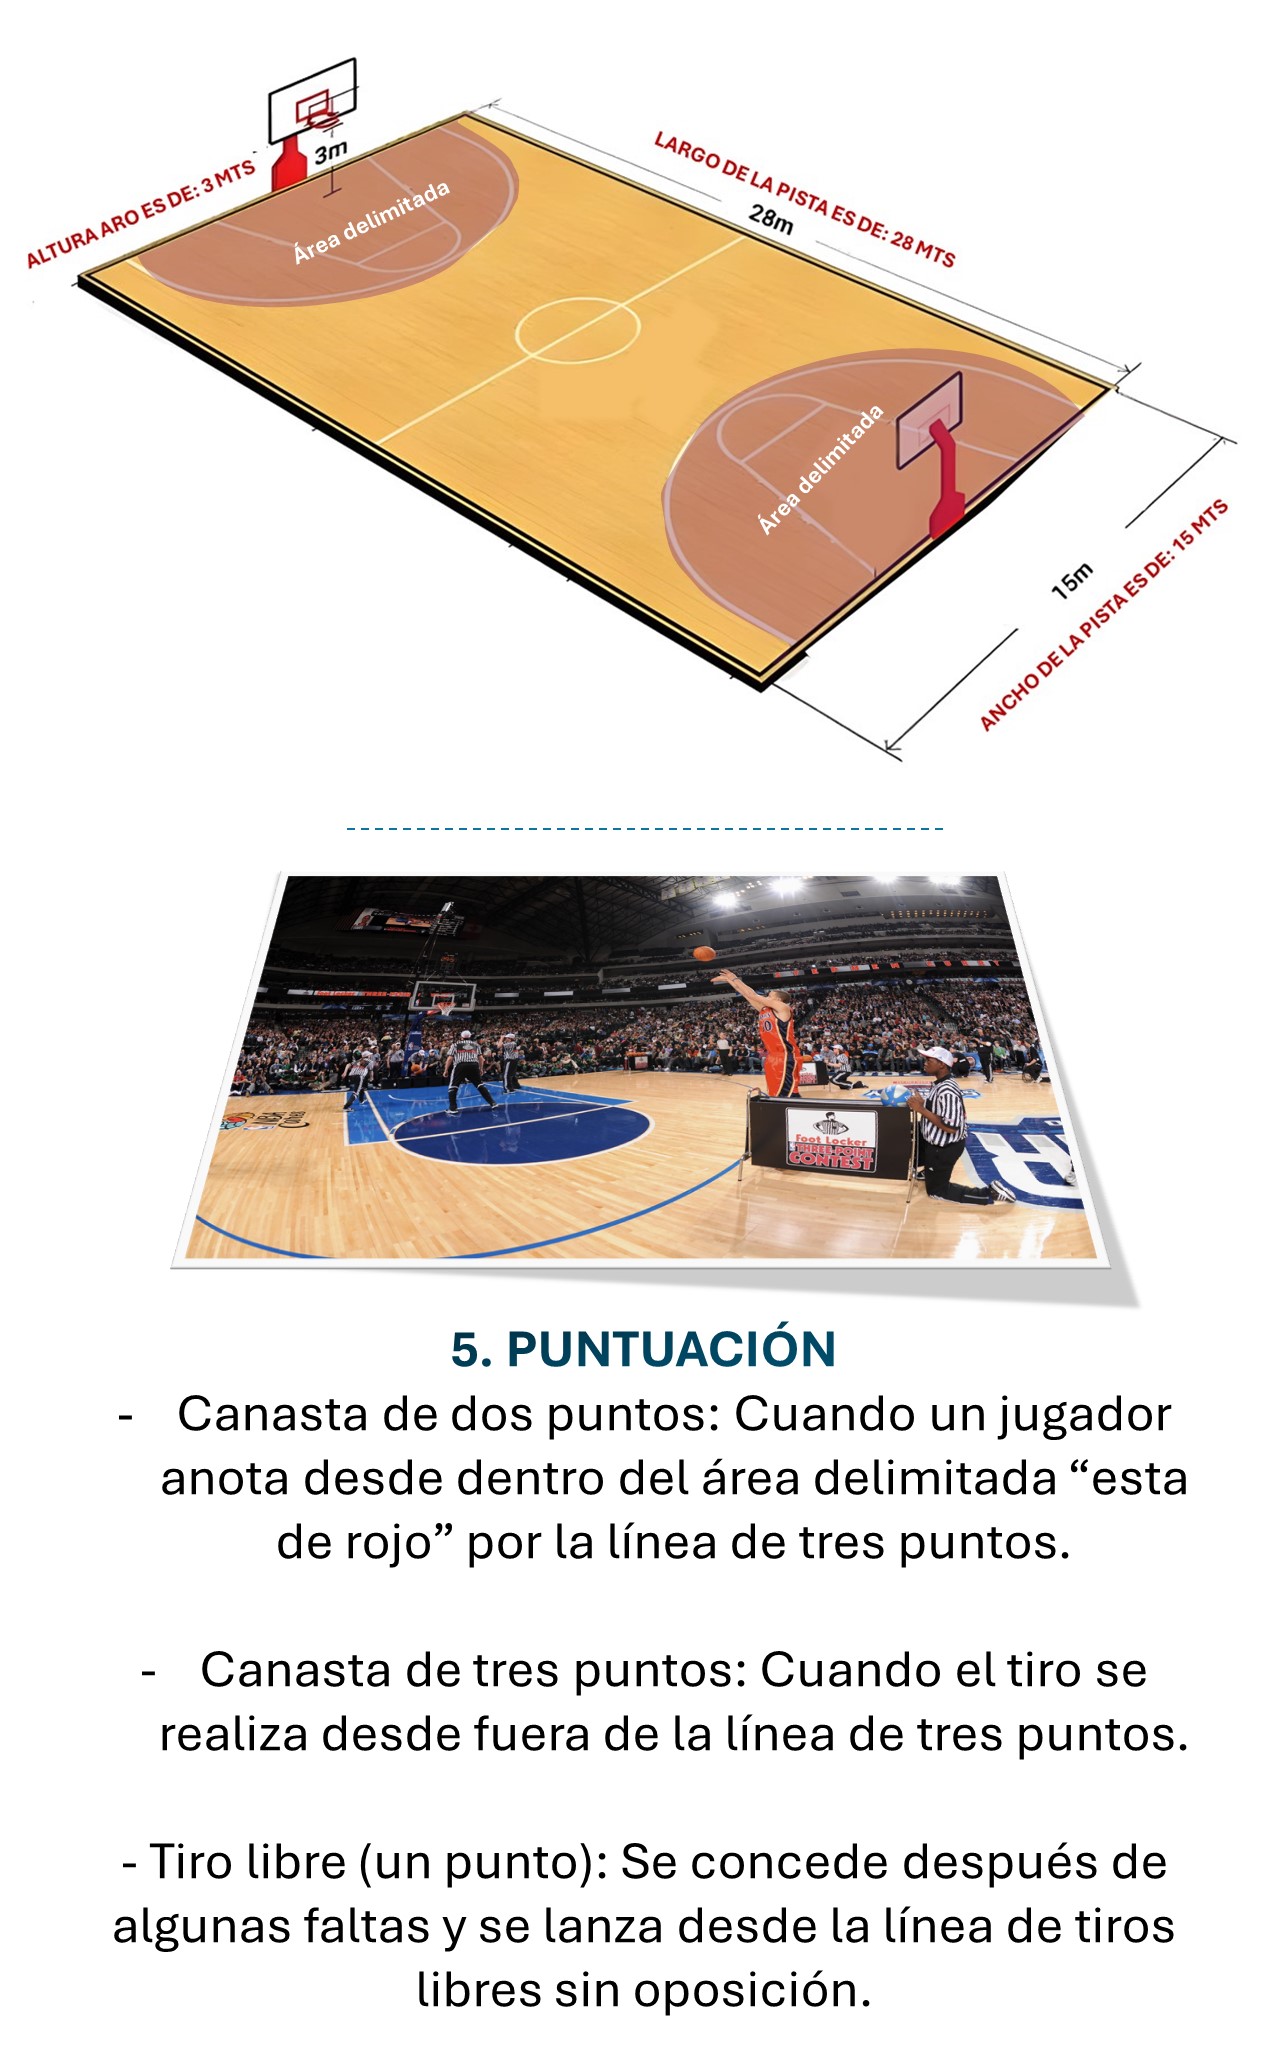 ALTURA ARO ES DE: 3 MTS
3m
Área delimitada
LARGO DE LA PISTA ES DE: 28 MTS
28m
Área delimitada
15m
ANCHO DE LA PISTA ES DE: 15 MTS
Foot Locker
THREE-POINT
CONTEST
5. PUNTUACIÓN
- Canasta de dos puntos: Cuando un jugador
anota desde dentro del área delimitada “esta
de rojo” por la línea de tres puntos.
- Canasta de tres puntos: Cuando el tiro se
realiza desde fuera de la línea de tres puntos.
- Tiro libre (un punto): Se concede después de
algunas faltas y se lanza desde la línea de tiros
libres sin oposición.